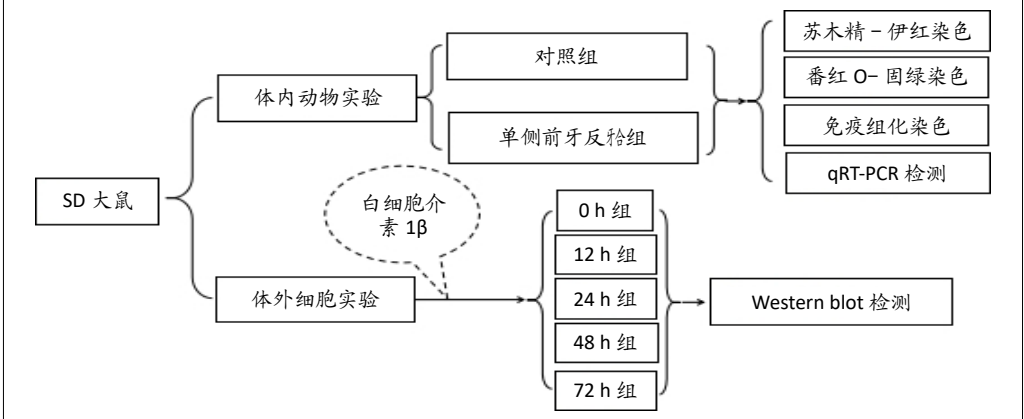 SD 大鼠
体内动物实验
对照组
单侧前牙反𬌗组
苏木精－伊红染色
番红 O- 固绿染色
免疫组化染色
qRT-PCR 检测
体外细胞实验
白细胞介
素 1β
0 h 组
12 h 组
24 h 组
48 h 组
72 h 组
Western blot 检测